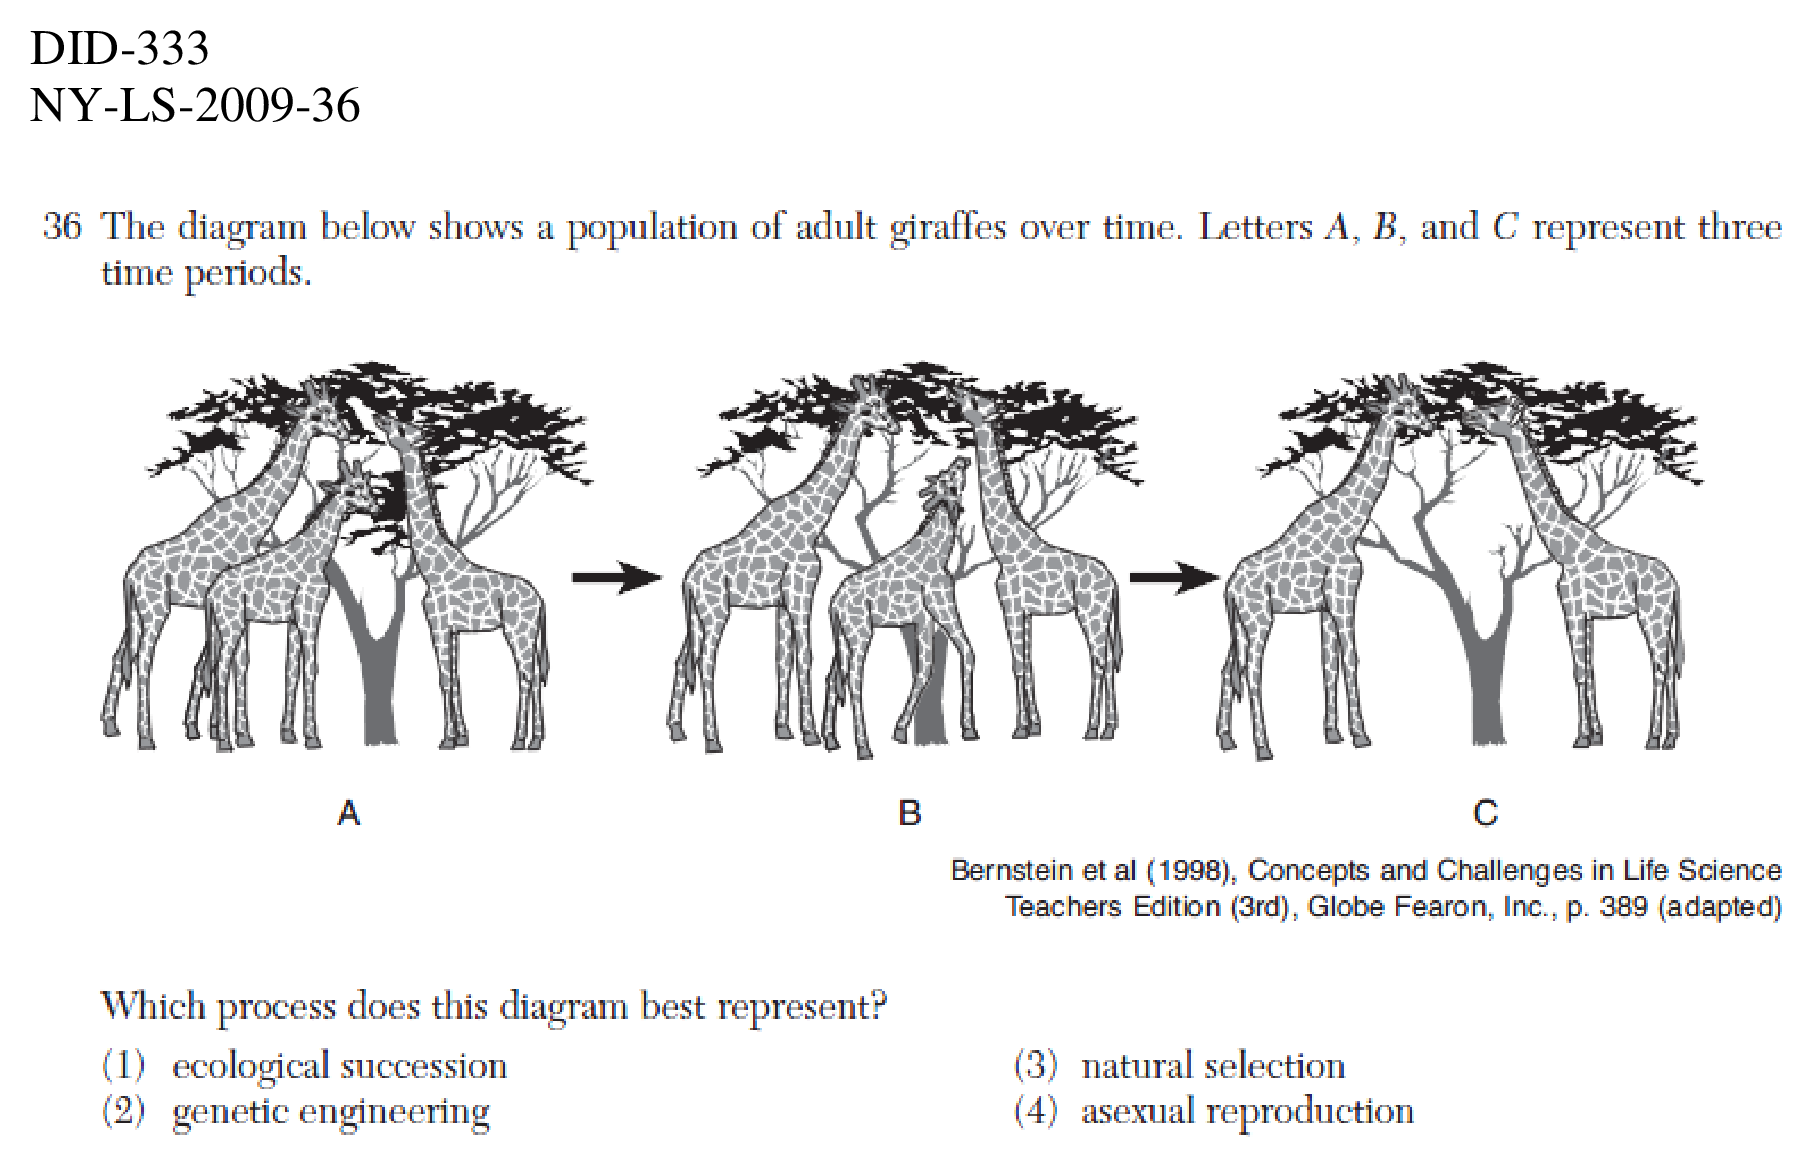 DID-333
NY-LS-2009-36
36 The diagram below shows a population of adult giraffes over time. Letters A, B, and C represent three
time periods.
A
B
C
Bernstein et al (1998), Concepts and Challenges in Life Science
Teachers Edition (3rd), Globe Fearon, Inc., p. 389 (adapted)
Which process does this diagram best represent?
(1) ecological succession
(2) genetic engineering
(3) natural selection
(4) asexual reproduction